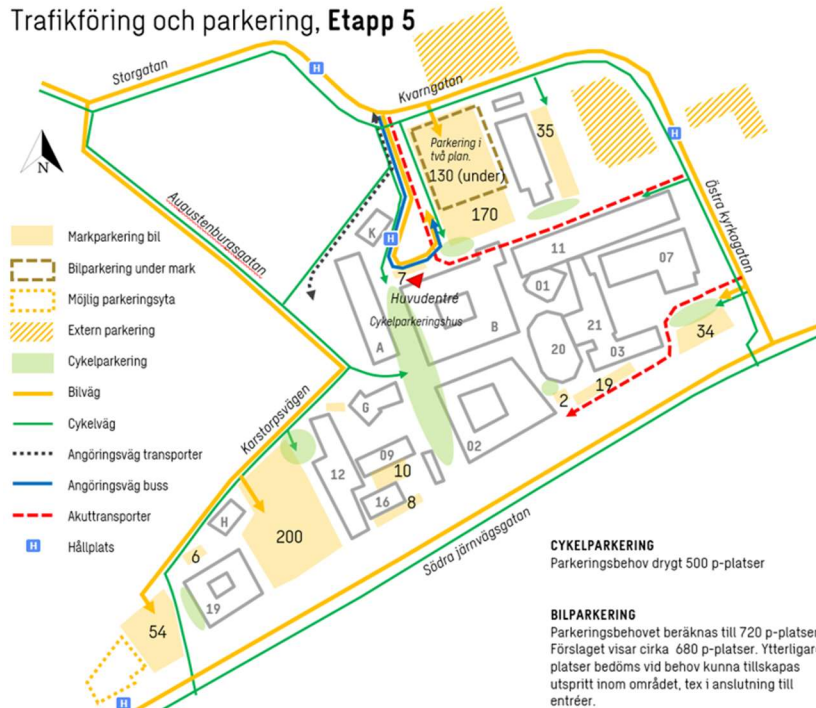 Trafikföring och parkering, Etapp 5
Storgatan
H
Kvarngatan
H
Östra kyrkogatan
N
Augustenborgsgatan
Parkering i
två plan.
130 (under)
170
35
K
H
7
Huvudentré
Cykelparkeringshus
A
B
11
01
07
21
20
03
34
19
2
02
Markparkering bil
Bilparkering under mark
Möjlig parkeringsyta
Extern parkering
Cykelparkering
Bilväg
Cykelväg
Angöringsväg transporter
Angöringsväg buss
Akuttransporter
H Hållplats
Karstorpsvägen
G
12
09
10
16
8
H
200
6
19
54
H
Södra järnvägsgatan
CYKELPARKERING
Parkeringsbehov drygt 500 p-platser
BILPARKERING
Parkeringsbehovet beräknas till 720 p-platser
Förslaget visar cirka 680 p-platser. Ytterligar
platser bedöms vid behov kunna tillskapas
utspritt inom området, tex i anslutning till
entréer.